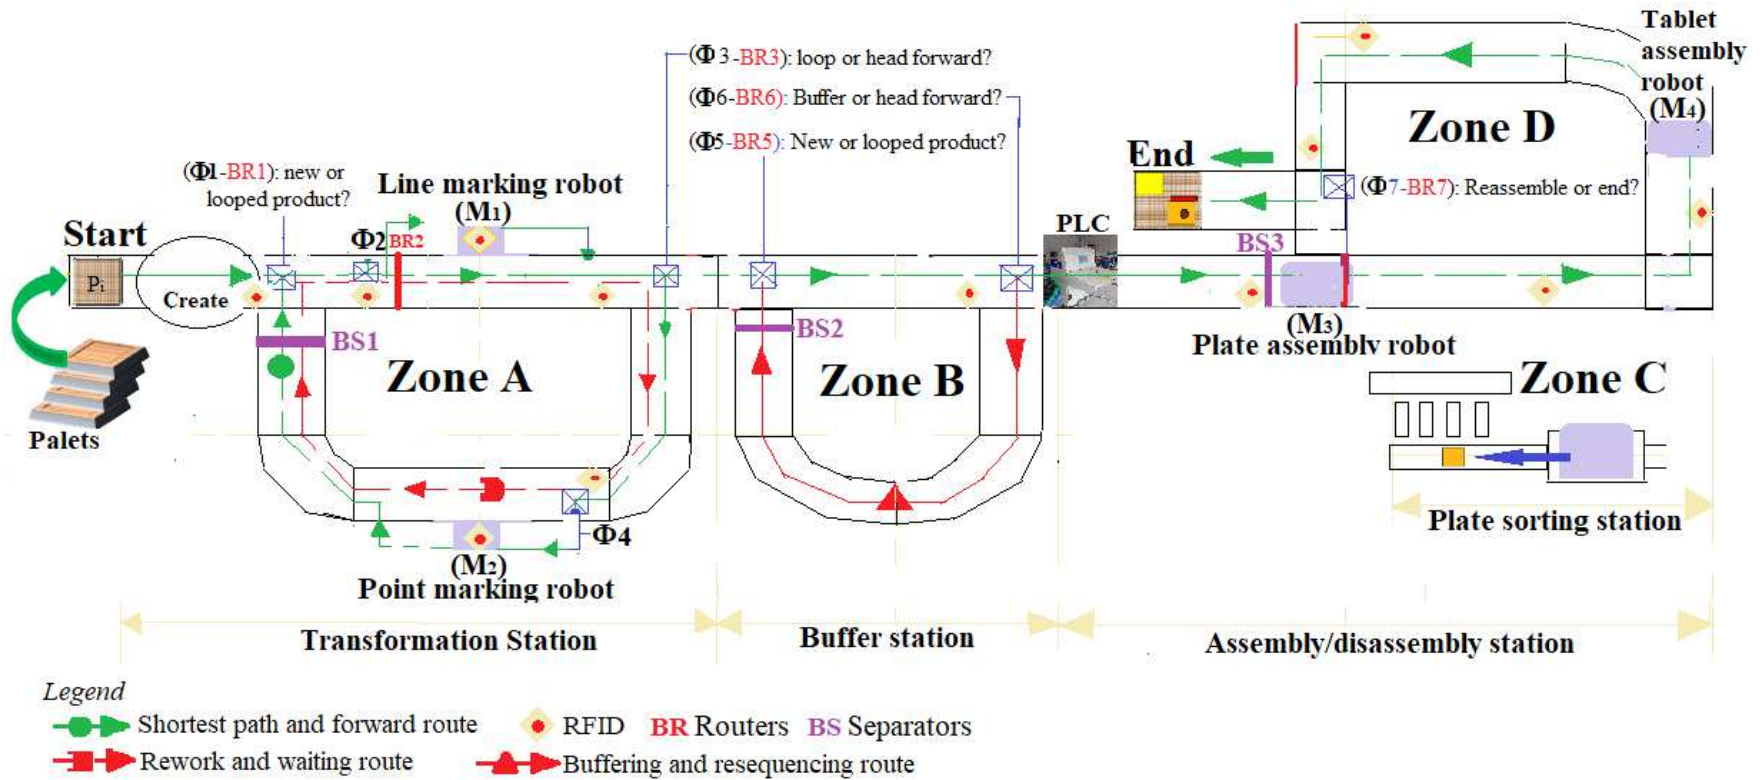 (Φ3-BR3): loop or head forward?
(Φ6-BR6): Buffer or head forward?
(Φ5-BR5): New or looped product?
Tablet
assembly
robot
(M4)
Zone D
End
(Φ7-BR7): Reassemble or end?
(Φ1-BR1): new or
looped product?
Line marking robot
(M1)
Start
Φ2 BR2
PLC
BS3
Pi
Create
BS1
Zone A
BS2
Zone B
(M3)
Plate assembly robot
Zone C
Palets
Φ4
(M2)
Point marking robot
Plate sorting station
Transformation Station
Buffer station
Assembly/disassembly station
Legend
Shortest path and forward route
RFID
BR Routers
BS Separators
Rework and waiting route
Buffering and resequencing route